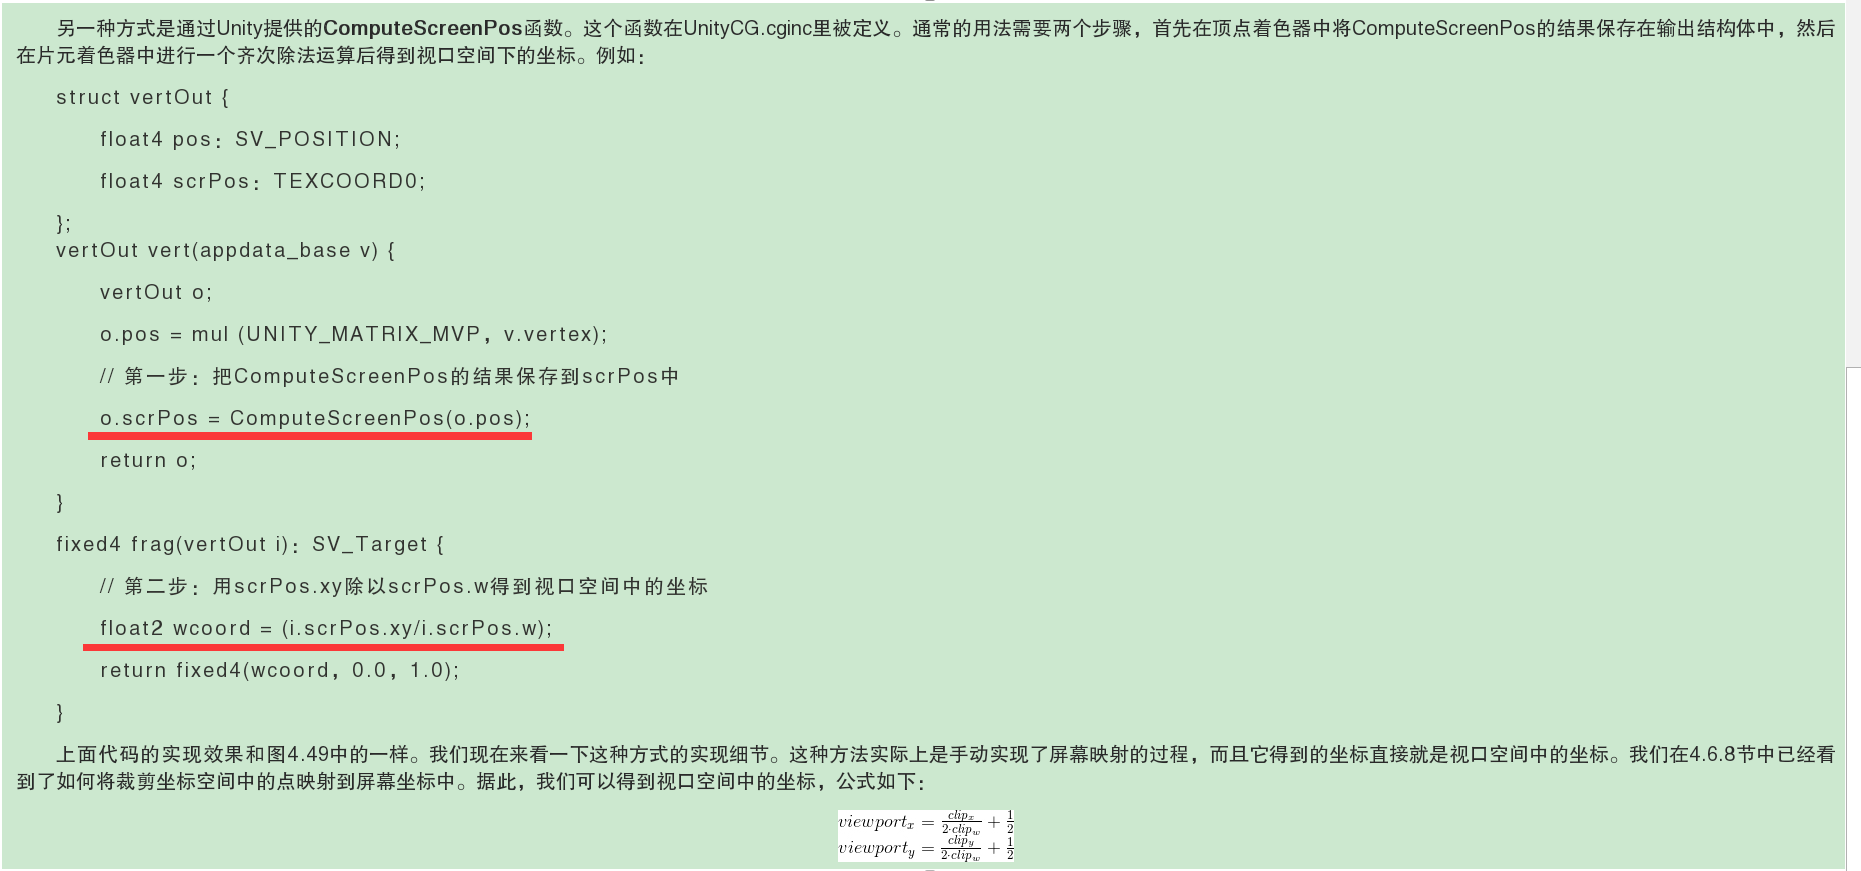 另一种方式是通过Unity提供的ComputeScreenPos函数。这个函数在UnityCG.cginc里被定义。通常的用法需要两个步骤，首先在顶点着色器中将ComputeScreenPos的结果保存在输出结构体中，然后
在片元着色器中进行一个齐次除法运算后得到视口空间下的坐标。例如：
struct vertOut {
float4 pos：SV_POSITION;
float4 scrPos：TEXCOORD0;
};
vertOut vert(appdata_base v) {
vertOut o;
o.pos = mul (UNITY_MATRIX_MVP，v.vertex);
// 第一步：把ComputeScreenPos的结果保存到scrPos中
o.scrPos = ComputeScreenPos(o.pos);
return o;
}
fixed4 frag(vertOut i)：SV_Target {
// 第二步：用scrPos.xy除以scrPos.w得到视口空间中的坐标
float2 wcoord = (i.scrPos.xy/i.scrPos.w);
return fixed4(wcoord，0.0，1.0);
}
上面代码的实现效果和图4.49中的一样。我们现在来看一下这种方式的实现细节。这种方法实际上是手动实现了屏幕映射的过程，而且它得到的坐标直接就是视口空间中的坐标。我们在4.6.8节中已经看
到了如何将裁剪坐标空间中的点映射到屏幕坐标中。据此，我们可以得到视口空间中的坐标，公式如下：
$viewport_x = \frac{clip_x}{2 \cdot clip_w} + \frac{1}{2}$
$viewport_y = \frac{clip_y}{2 \cdot clip_w} + \frac{1}{2}$